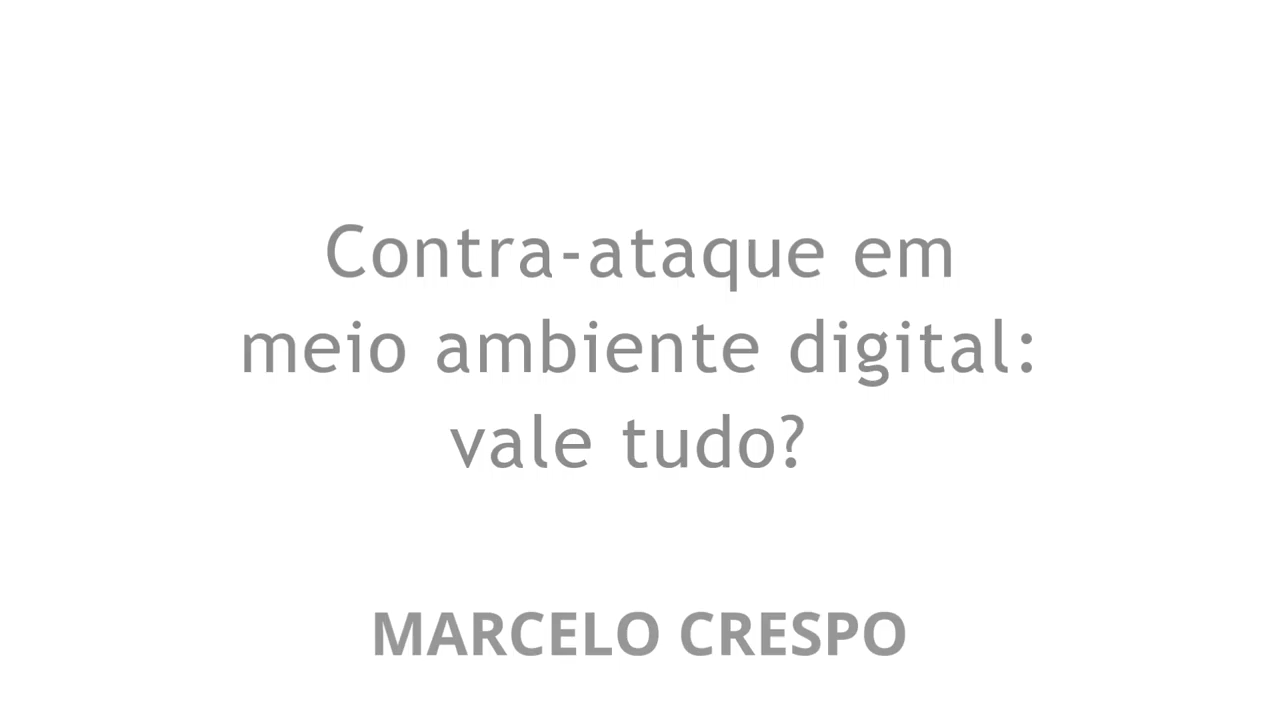 Contra-ataque em
meio ambiente digital:
vale tudo?
MARCELO CRESPO